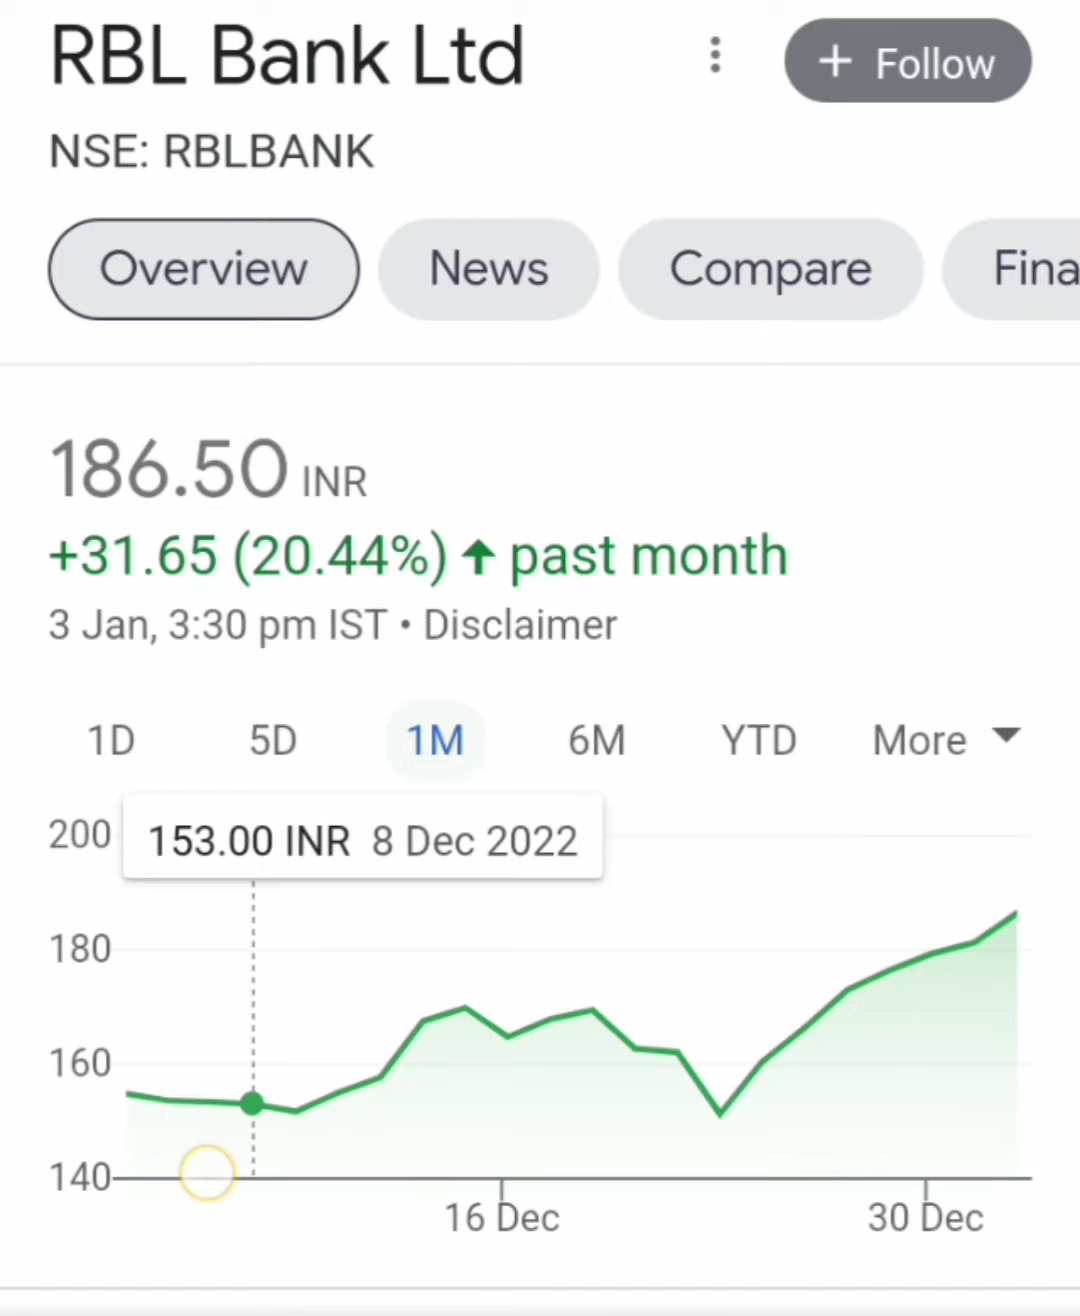 RBL Bank Ltd
+ Follow
NSE: RBLBANK
Overview News Compare Fina
186.50 INR
+31.65 (20.44%) ↑ past month
3 Jan, 3:30 pm IST • Disclaimer
1D 5D 1M 6M YTD More
200
153.00 INR 8 Dec 2022
180
160
140
16 Dec 30 Dec